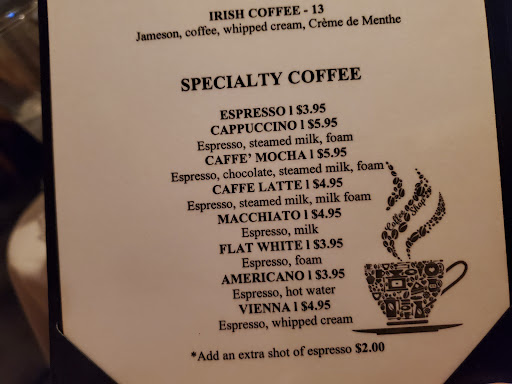 IRISH COFFEE - 13
Jameson, coffee, whipped cream, Crème de Menthe
SPECIALTY COFFEE
ESPRESSO l $3.95
CAPPUCCINO l $5.95
Espresso, steamed milk, foam
CAFFE' MOCHA l $5.95
Espresso, chocolate, steamed milk, foam
CAFFE LATTE l $4.95
Espresso, steamed milk, milk foam
MACCHIATO l $4.95
Espresso, milk
FLAT WHITE l $3.95
Espresso, foam
AMERICANO l $3.95
Espresso, hot water
VIENNA l $4.95
Espresso, whipped cream
*Add an extra shot of espresso $2.00
Coffee
Shop